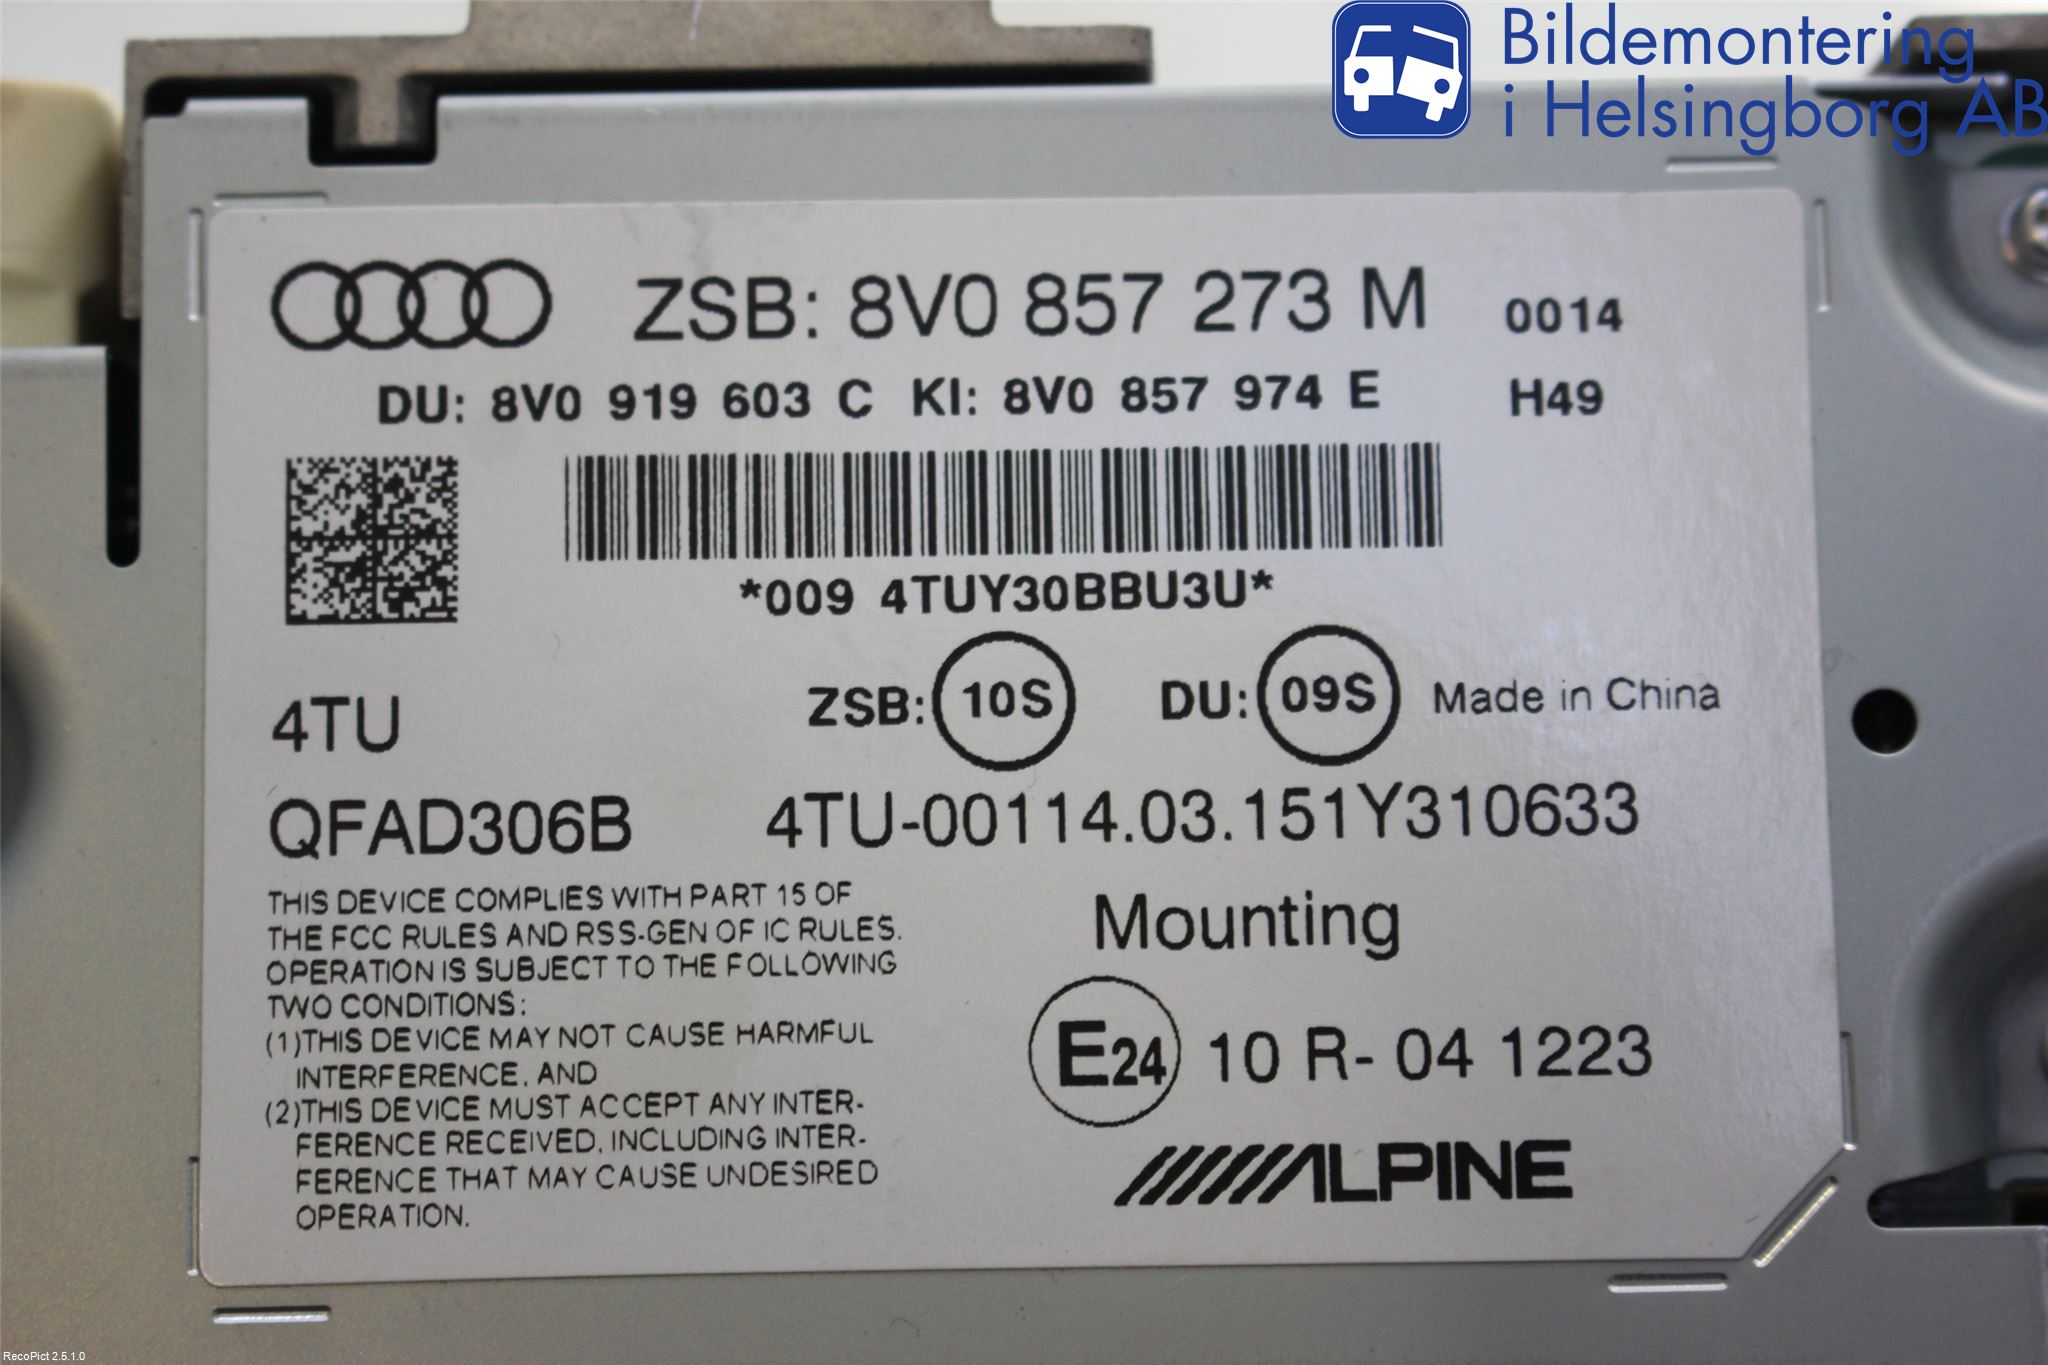 Bildemontering
i Helsingborg AB
ZSB: 8V0 857 273 M 0014
DU: 8V0 919 603 C KI: 8V0 857 974 E H49
*009 4TUY30BBU3U*
4TU ZSB: 10S DU: 09S Made in China
QFAD306B 4TU-00114.03.151Y310633
THIS DEVICE COMPLIES WITH PART 15 OF
THE FCC RULES AND RSS-GEN OF IC RULES.
OPERATION IS SUBJECT TO THE FOLLOWING
TWO CONDITIONS:
(1)THIS DEVICE MAY NOT CAUSE HARMFUL
INTERFERENCE, AND
(2)THIS DEVICE MUST ACCEPT ANY INTER-
FERENCE RECEIVED, INCLUDING INTER-
FERENCE THAT MAY CAUSE UNDESIRED
OPERATION.
Mounting
E24 10 R- 04 1223
ALPINE
RecoPict 2.5.1.0